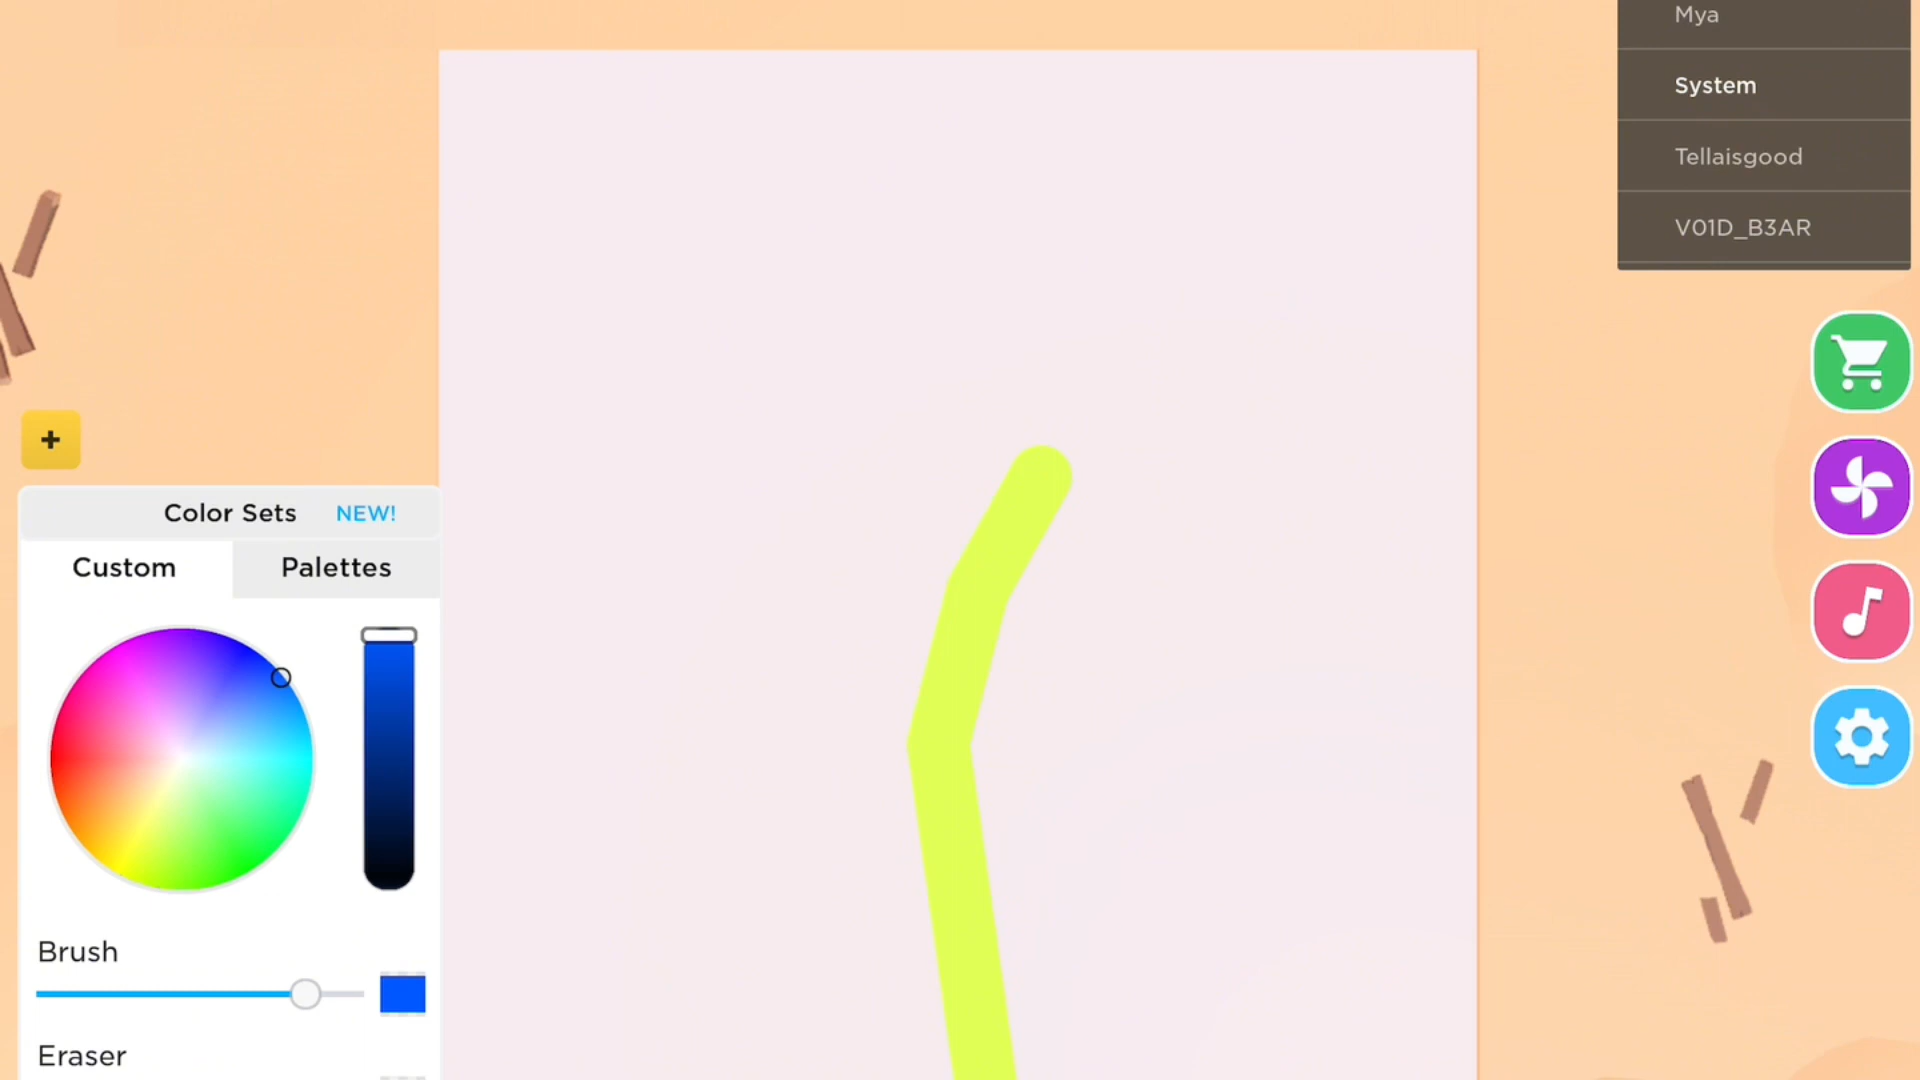 Mya
System
Tellaisgood
V01D_B3AR
+
Color Sets NEW!
Custom Palettes
Brush
Eraser